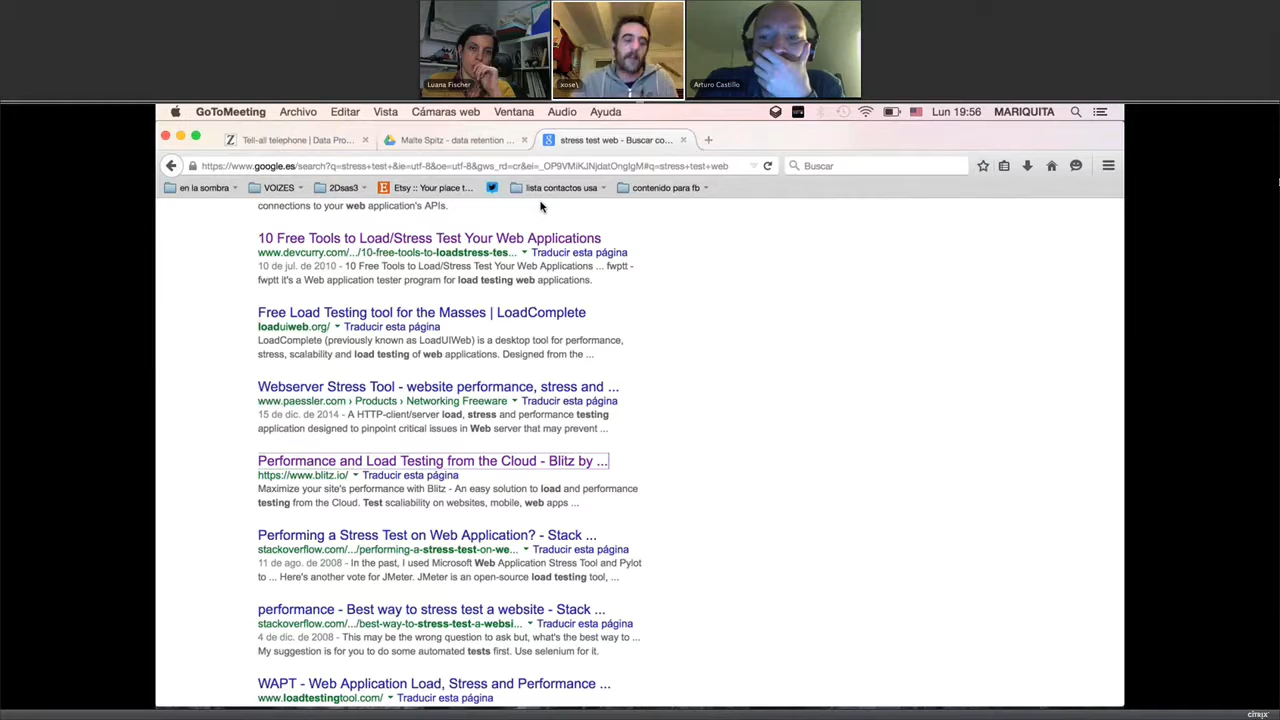 Luana Fischer
xose\
Arturo Castillo
GoToMeeting Archivo Editar Vista Cámaras web Ventana Audio Ayuda Lun 19:56 MARIQUITA
Tell-all telephone | Data Pro...
Malte Spitz - data retention ...
stress test web - Buscar co...
https://www.google.es/search?q=stress+test+&ie=utf-8&oe=utf-8&gws_rd=cr&ei=_OP9VMiKJNjdatOnglgM#q=stress+test+web
Buscar
en la sombra VOIZES 2Dsas3 Etsy :: Your place t... lista contactos usa contenido para fb
connections to your web application's APIs.
10 Free Tools to Load/Stress Test Your Web Applications
www.devcurry.com/.../10-free-tools-to-loadstress-tes... Traducir esta página
10 de jul. de 2010 - 10 Free Tools to Load/Stress Test Your Web Applications ... fwptt -
fwptt it's a Web application tester program for load testing web applications.
Free Load Testing tool for the Masses | LoadComplete
loaduiweb.org/ Traducir esta página
LoadComplete (previously known as LoadUIWeb) is a desktop tool for performance,
stress, scalability and load testing of web applications. Designed from the ...
Webserver Stress Tool - website performance, stress and ...
www.paessler.com › Products › Networking Freeware Traducir esta página
15 de dic. de 2014 - A HTTP-client/server load, stress and performance testing
application designed to pinpoint critical issues in Web server that may prevent ...
Performance and Load Testing from the Cloud - Blitz by ...
https://www.blitz.io/ Traducir esta página
Maximize your site's performance with Blitz - An easy solution to load and performance
testing from the Cloud. Test scaliability on websites, mobile, web apps ...
Performing a Stress Test on Web Application? - Stack ...
stackoverflow.com/.../performing-a-stress-test-on-we... Traducir esta página
11 de ago. de 2008 - In the past, I used Microsoft Web Application Stress Tool and Pylot
to ... Here's another vote for JMeter. JMeter is an open-source load testing tool, ...
performance - Best way to stress test a website - Stack ...
stackoverflow.com/.../best-way-to-stress-test-a-websi... Traducir esta página
4 de dic. de 2008 - This may be the wrong question to ask but, what's the best way to ...
My suggestion is for you to do some automated tests first. Use selenium for it.
WAPT - Web Application Load, Stress and Performance ...
www.loadtestingtool.com/ Traducir esta página
CITRIX